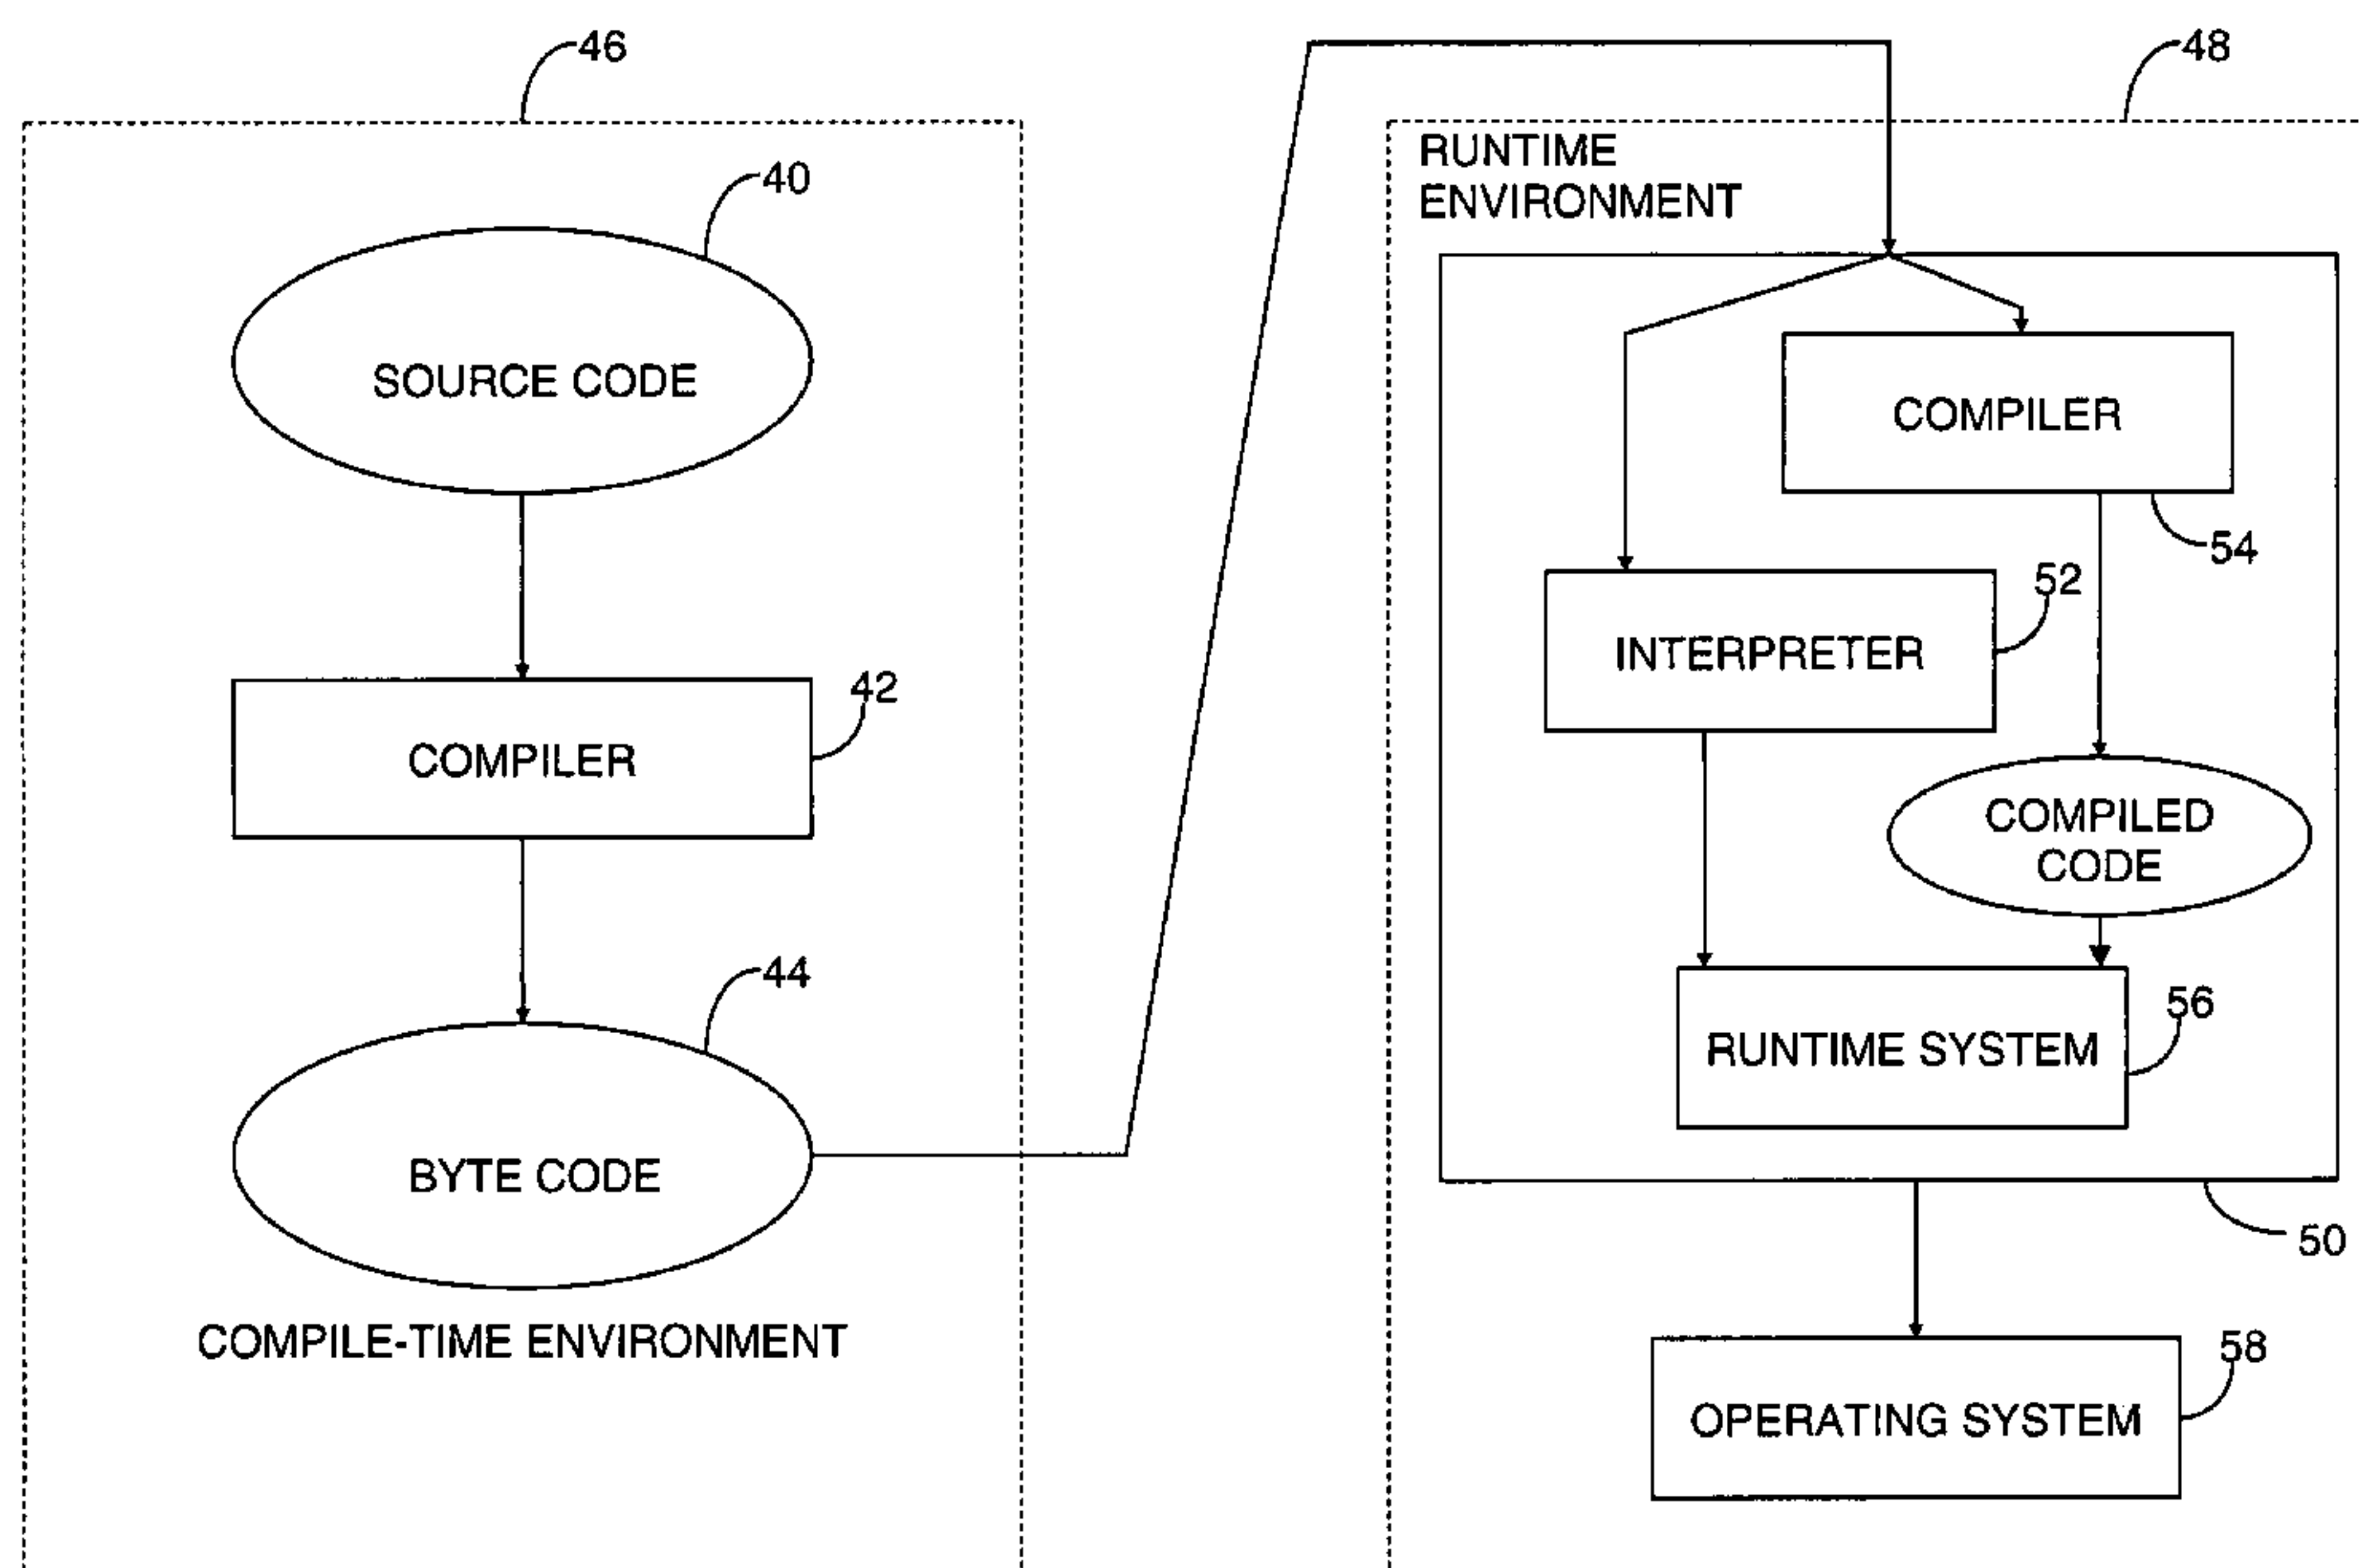 46
40
SOURCE CODE
42
COMPILER
44
BYTE CODE
COMPILE-TIME ENVIRONMENT
48
RUNTIME
ENVIRONMENT
COMPILER
54
52
INTERPRETER
COMPILED
CODE
56
RUNTIME SYSTEM
50
58
OPERATING SYSTEM